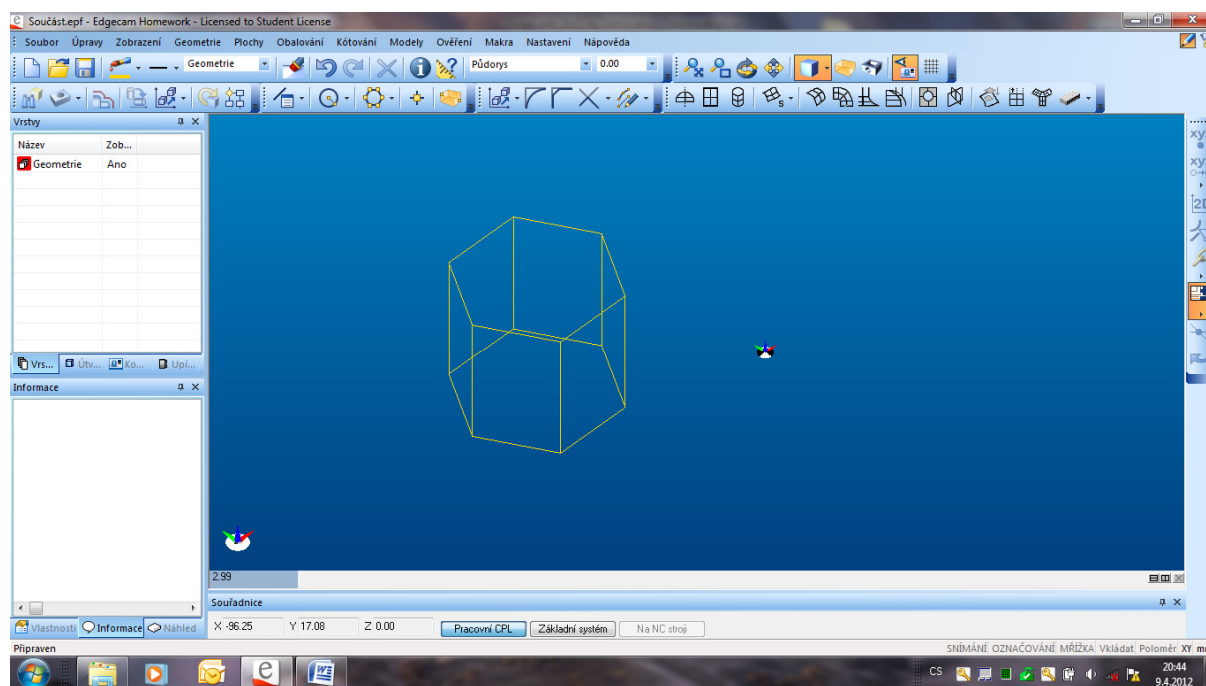 Součást.epf - Edgecam Homework - Licensed to Student License
Soubor Úpravy Zobrazení Geometrie Plochy Obalování Kótování Modely Ověření Makra Nastavení Nápověda
Geometrie Půdorys 0.00
Vrstvy
Název Zob...
Geometrie Ano
Vrs... Útv... Ko... Upí...
Informace
2.99
Souřadnice
Vlastnosti Informace Náhled X -96.25 Y 17.08 Z 0.00 Pracovní CPL Základní systém Na NC stroji
Připraven SNÍMÁNÍ OZNAČOVÁNÍ MŘÍŽKA Vkládat Poloměr XY
CS 20:44
9.4.2012